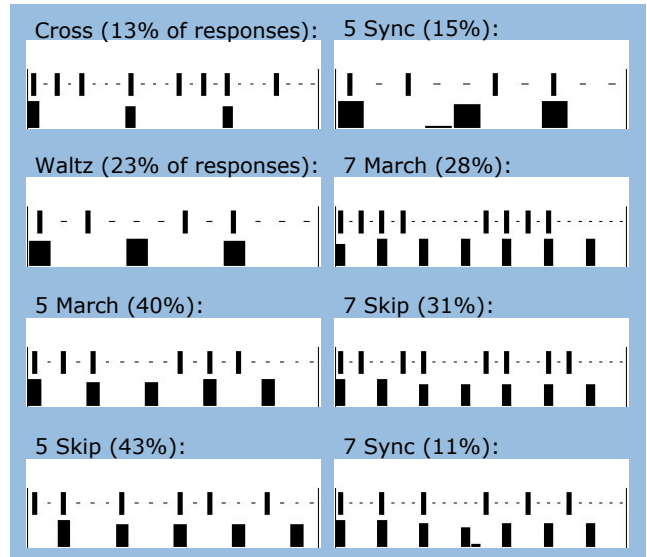 Cross (13% of responses):
5 Sync (15%):
Waltz (23% of responses):
7 March (28%):
5 March (40%):
7 Skip (31%):
5 Skip (43%):
7 Sync (11%):